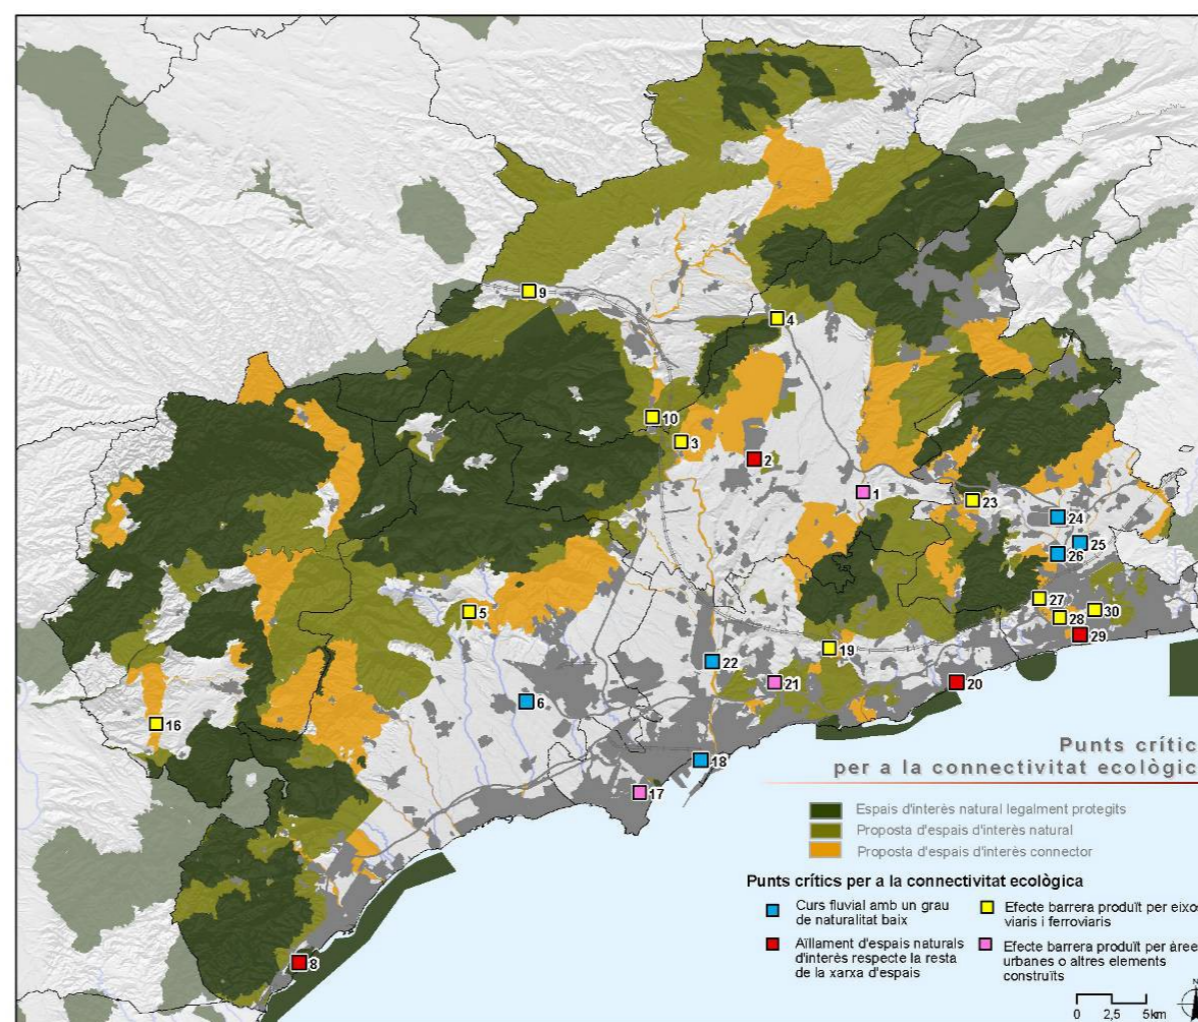 9
4
10
3
2
1
23
24
25
26
5
27
30
28
29
19
22
21
20
6
16
18
17
8
Punts crític
per a la connectivitat ecològic
Espais d'interès natural legalment protegits
Proposta d'espais d'interès natural
Proposta d'espais d'interès connector
Punts crítics per a la connectivitat ecològica
Curs fluvial amb un grau
de naturalitat baix
Aïllament d'espais naturals
d'interès respecte la resta
de la xarxa d'espais
Efecte barrera produït per eixo
viaris i ferroviaris
Efecte barrera produït per àree
urbanes o altres elements
construïts
N
0 2,5 5km